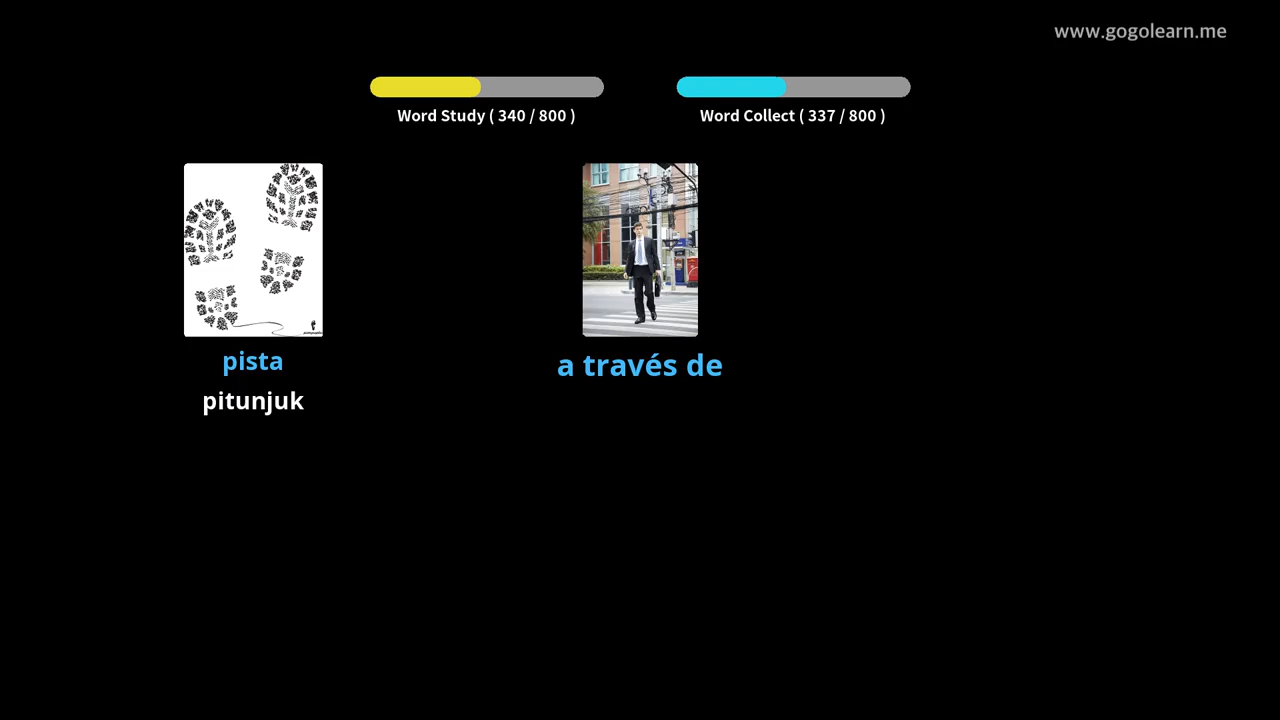 www.gogolearn.me
Word Study ( 340 / 800 )
Word Collect ( 337 / 800 )
pista
pitunjuk
a través de